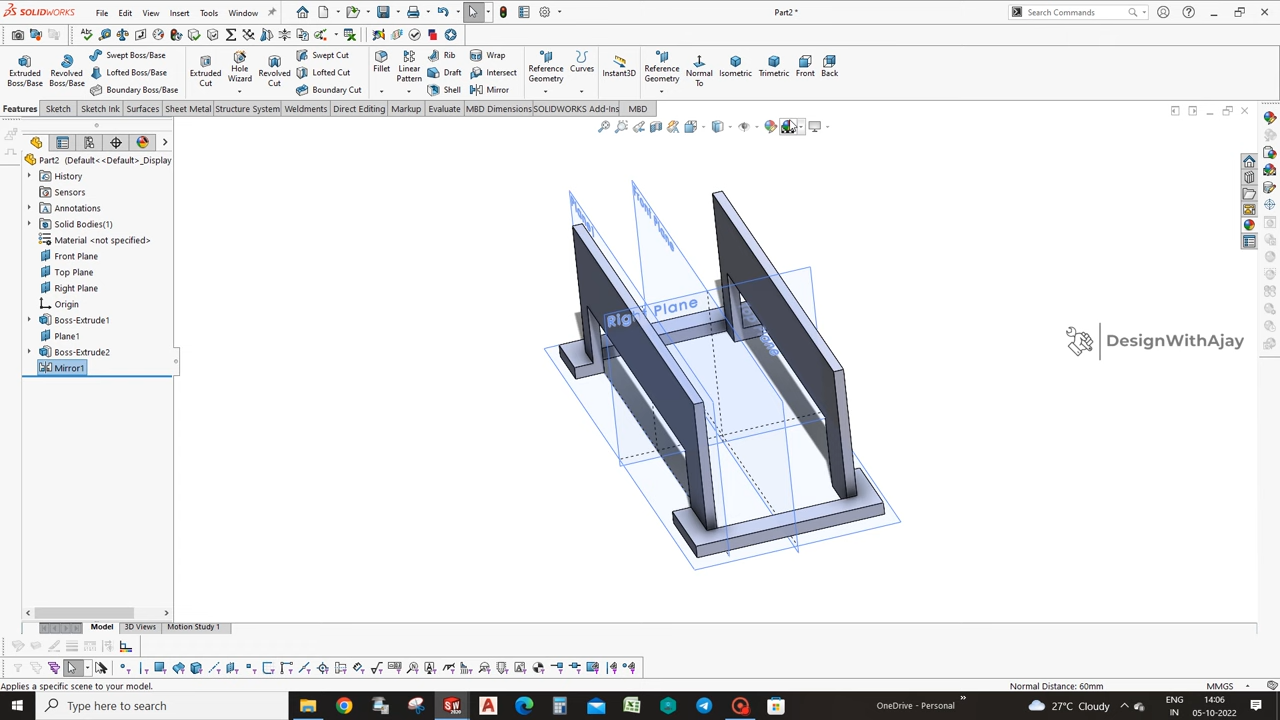 SOLIDWORKS File Edit View Insert Tools Window Part2 * Search Commands
Extruded Boss/Base
Revolved Boss/Base
Swept Boss/Base
Lofted Boss/Base
Boundary Boss/Base
Extruded Cut
Hole Wizard
Revolved Cut
Swept Cut
Lofted Cut
Boundary Cut
Fillet
Linear Pattern
Rib
Draft
Shell
Wrap
Intersect
Mirror
Reference Geometry
Curves
Instant3D
Reference Geometry
Normal To
Isometric
Trimetric
Front
Back
Features Sketch Sketch Ink Surfaces Sheet Metal Structure System Weldments Direct Editing Markup Evaluate MBD Dimensions SOLIDWORKS Add-Ins MBD
Part2 (Default<<Default>_Display
History
Sensors
Annotations
Solid Bodies(1)
Material <not specified>
Front Plane
Top Plane
Right Plane
Origin
Boss-Extrude1
Plane1
Boss-Extrude2
Mirror1
Plane1
Front Plane
Right Plane
DesignWithAjay
Model 3D Views Motion Study 1
Applies a specific scene to your model. Normal Distance: 60mm MMGS
Type here to search
OneDrive - Personal
27°C Cloudy
ENG
IN
14:06
05-10-2022